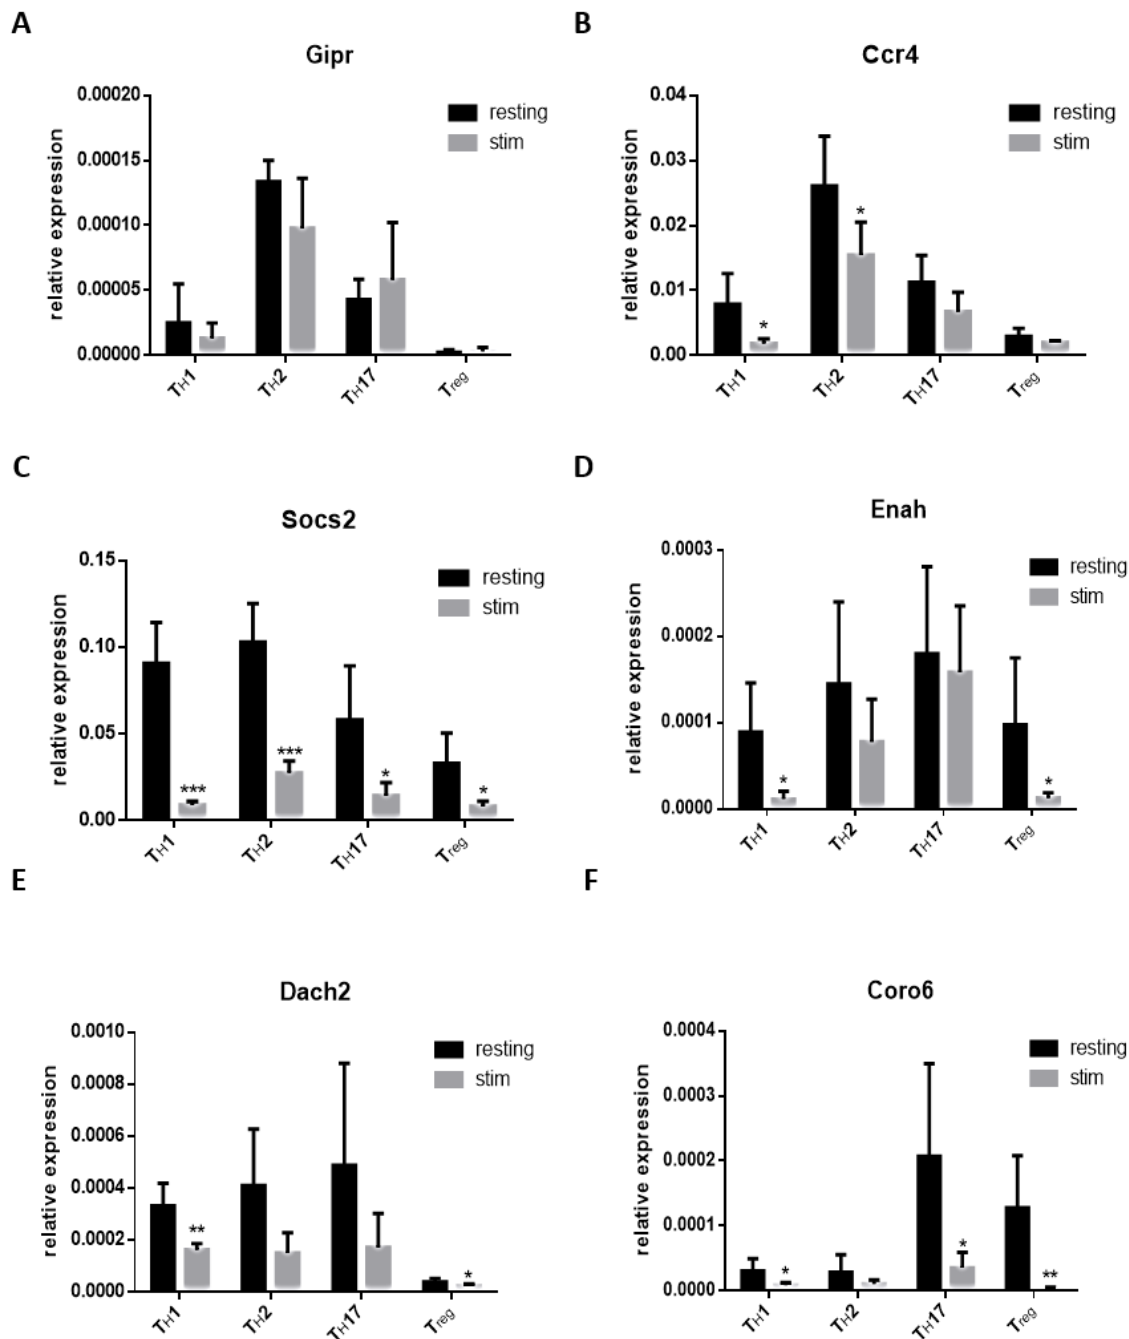 A
Gipr
relative expression
0.00020
0.00015
0.00010
0.00005
0.00000
resting
stim
TH1
TH2
TH17
Treg
B
Ccr4
relative expression
0.04
0.03
0.02
0.01
0.00
resting
stim
*
*
TH1
TH2
TH17
Treg
C
Socs2
relative expression
0.15
0.10
0.05
0.00
resting
stim
***
***
*
*
TH1
TH2
TH17
Treg
D
Enah
relative expression
0.0003
0.0002
0.0001
0.0000
resting
stim
*
*
TH1
TH2
TH17
Treg
E
Dach2
relative expression
0.0010
0.0008
0.0006
0.0004
0.0002
0.0000
resting
stim
**
*
TH1
TH2
TH17
Treg
F
Coro6
relative expression
0.0004
0.0003
0.0002
0.0001
0.0000
resting
stim
*
*
**
TH1
TH2
TH17
Treg